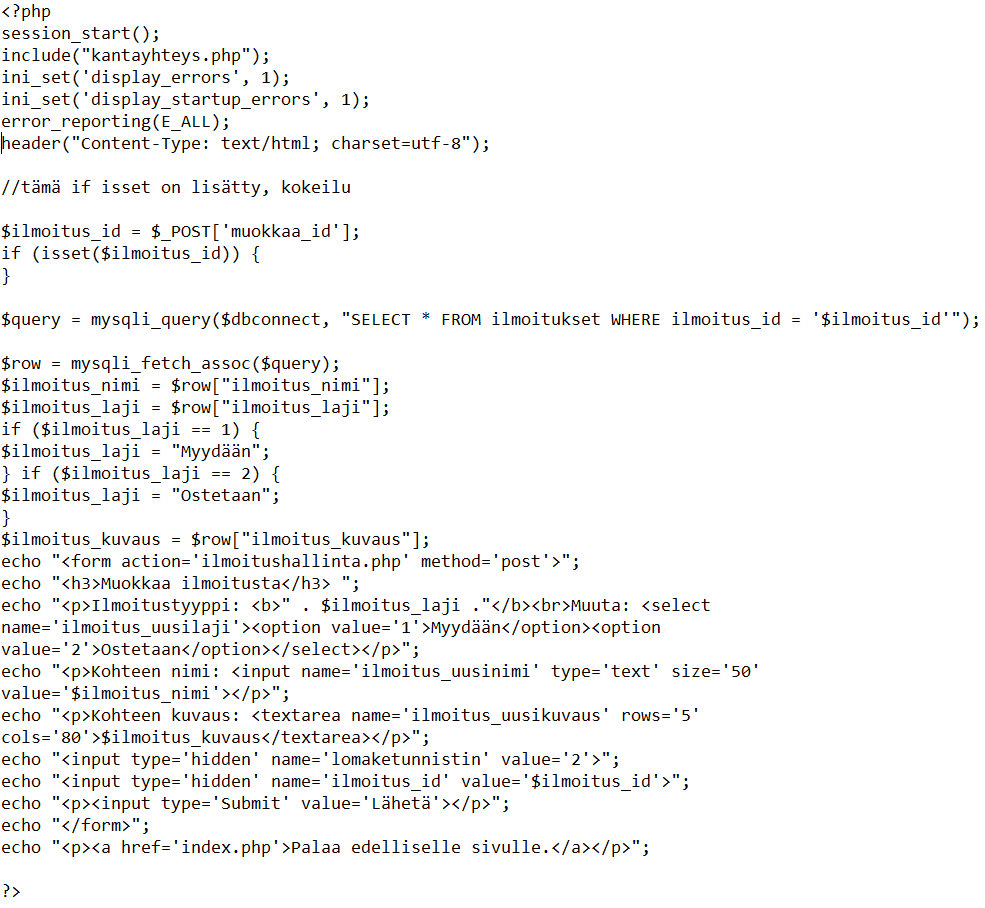 <?php
session_start();
include("kantayhteys.php");
ini_set('display_errors', 1);
ini_set('display_startup_errors', 1);
error_reporting(E_ALL);
header("Content-Type: text/html; charset=utf-8");
//tämä if isset on lisätty, kokeilu
$ilmoitus_id = $_POST['muokkaa_id'];
if (isset($ilmoitus_id)) {
}
$query = mysqli_query($dbconnect, "SELECT * FROM ilmoitukset WHERE ilmoitus_id = '$ilmoitus_id'");
$row = mysqli_fetch_assoc($query);
$ilmoitus_nimi = $row["ilmoitus_nimi"];
$ilmoitus_laji = $row["ilmoitus_laji"];
if ($ilmoitus_laji == 1) {
$ilmoitus_laji = "Myydään";
} if ($ilmoitus_laji == 2) {
$ilmoitus_laji = "Ostetaan";
}
$ilmoitus_kuvaus = $row["ilmoitus_kuvaus"];
echo "<form action='ilmoitushallinta.php' method='post'>";
echo "<h3>Muokkaa ilmoitusta</h3> ";
echo "<p>Ilmoitustyyppi: <b>" . $ilmoitus_laji ."</b><br>Muuta: <select
name='ilmoitus_uusilaji'><option value='1'>Myydään</option><option
value='2'>Ostetaan</option></select></p>";
echo "<p>Kohteen nimi: <input name='ilmoitus_uusinimi' type='text' size='50'
value='$ilmoitus_nimi'></p>";
echo "<p>Kohteen kuvaus: <textarea name='ilmoitus_uusikuvaus' rows='5'
cols='80'>$ilmoitus_kuvaus</textarea></p>";
echo "<input type='hidden' name='lomaketunnistin' value='2'>";
echo "<input type='hidden' name='ilmoitus_id' value='$ilmoitus_id'>";
echo "<p><input type='Submit' value='Lähetä'></p>";
echo "</form>";
echo "<p><a href='index.php'>Palaa edelliselle sivulle.</a></p>";
?>